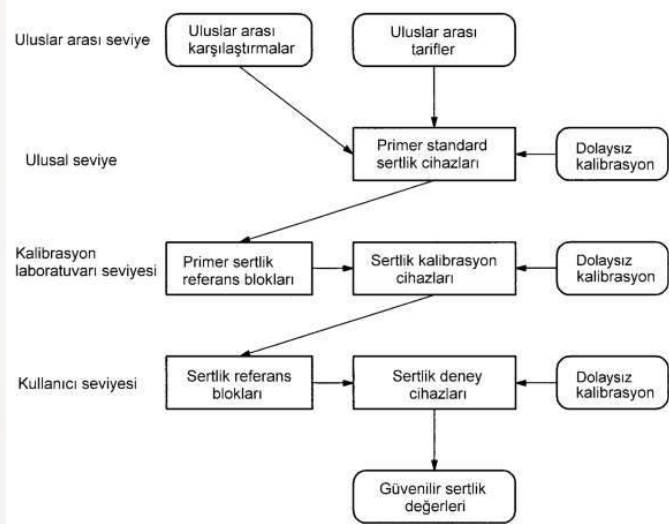 Uluslar arası seviye
Uluslar arası
karşılaştırmalar
Uluslar arası
tarifler
Ulusal seviye
Primer standard
sertlik cihazları
Dolaysız
kalibrasyon
Kalibrasyon
laboratuvarı seviyesi
Primer sertlik
referans blokları
Sertlik kalibrasyon
cihazları
Dolaysız
kalibrasyon
Kullanıcı seviyesi
Sertlik referans
blokları
Sertlik deney
cihazları
Dolaysız
kalibrasyon
Güvenilir sertlik
değerleri